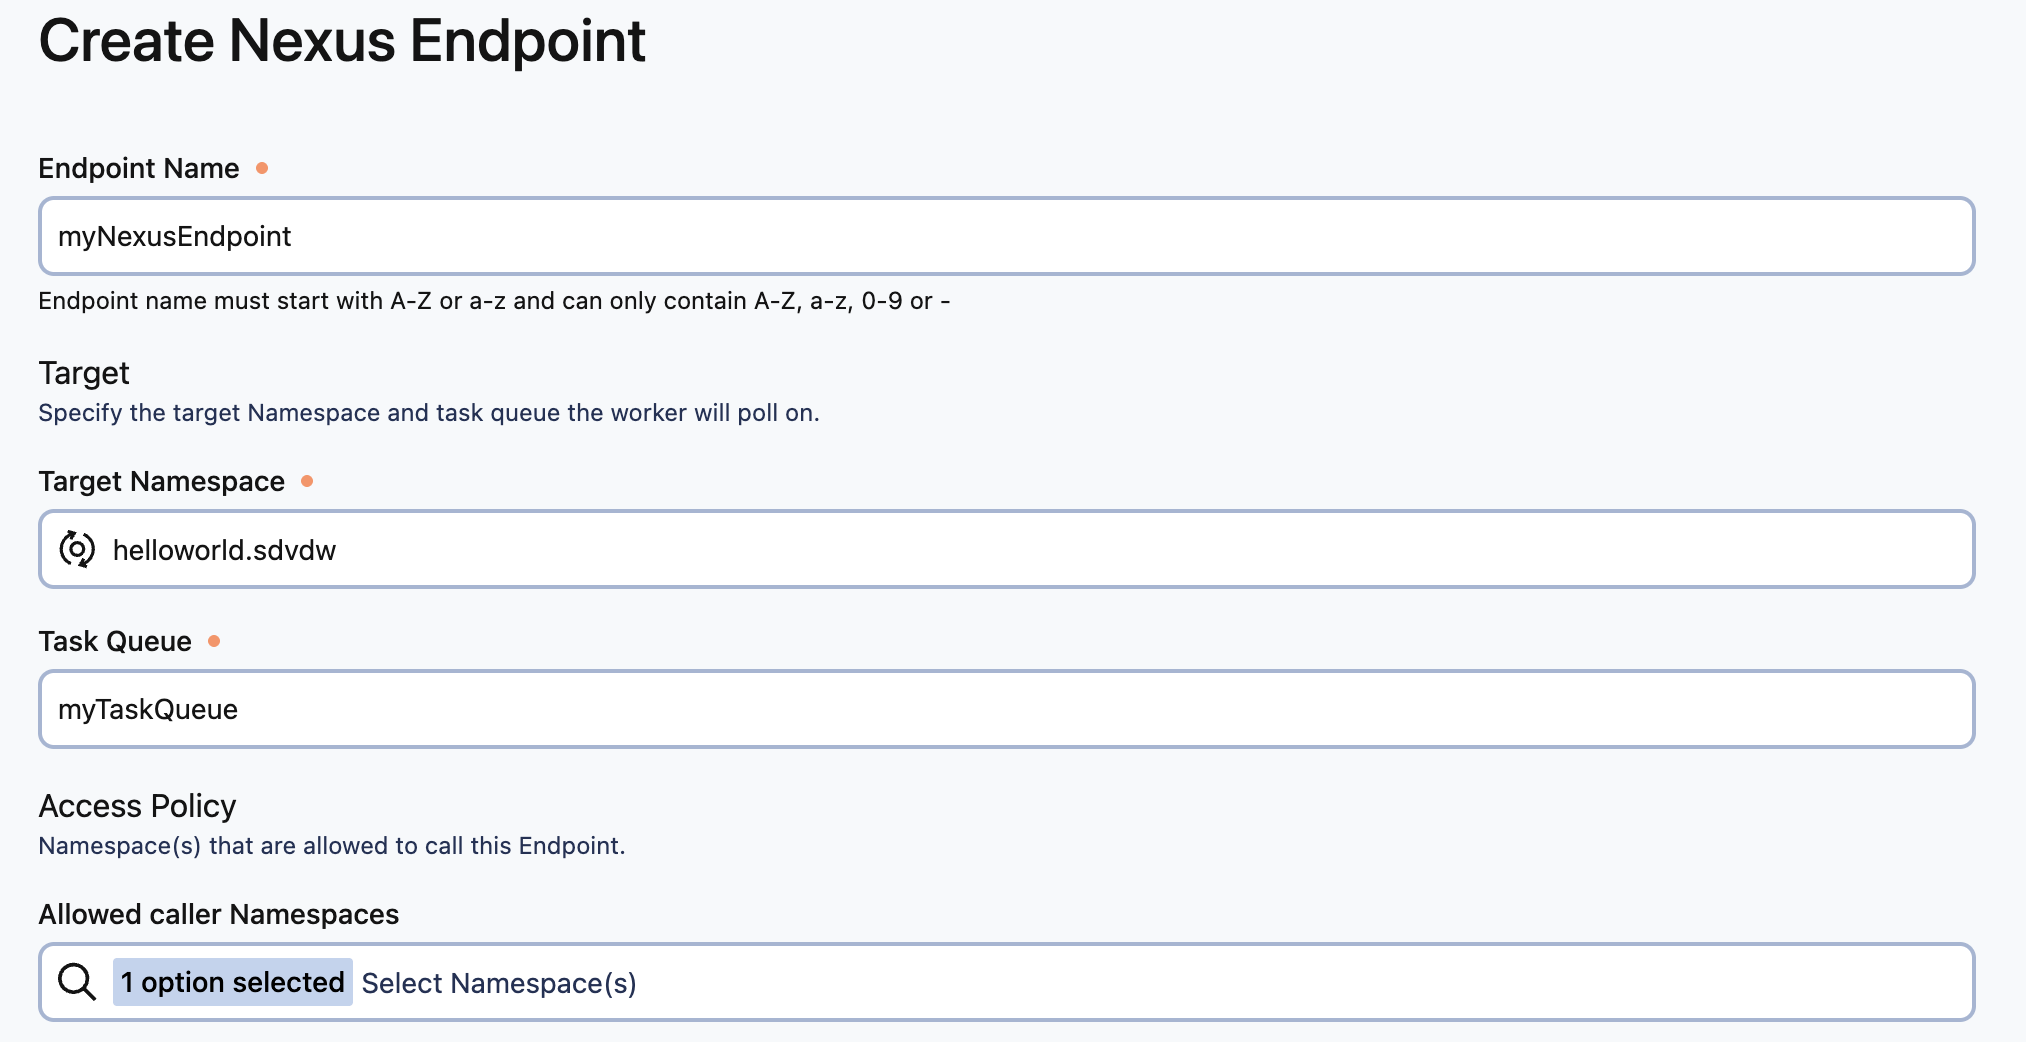 Create Nexus Endpoint
Endpoint Name
myNexusEndpoint
Endpoint name must start with A-Z or a-z and can only contain A-Z, a-z, 0-9 or -
Target
Specify the target Namespace and task queue the worker will poll on.
Target Namespace
helloworld.sdvdw
Task Queue
myTaskQueue
Access Policy
Namespace(s) that are allowed to call this Endpoint.
Allowed caller Namespaces
1 option selected Select Namespace(s)